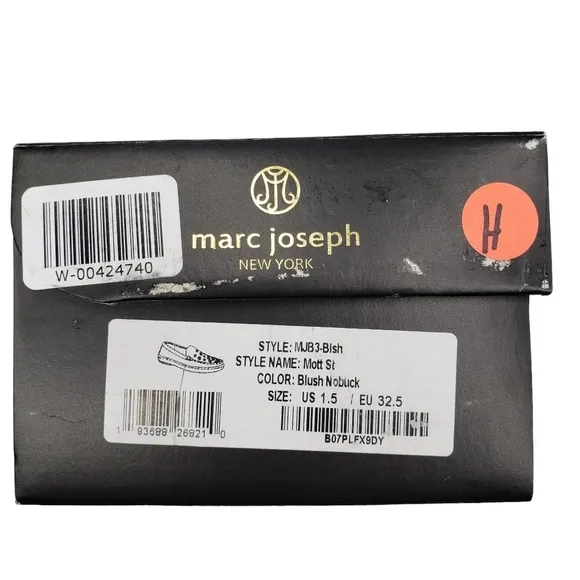 marc joseph
NEW YORK
H
W-00424740
STYLE: MJB3-Blsh
STYLE NAME: Mott St
COLOR: Blush Nobuck
SIZE: US 1.5 / EU 32.5
1 93688 26821 0
B07PLFX9DY